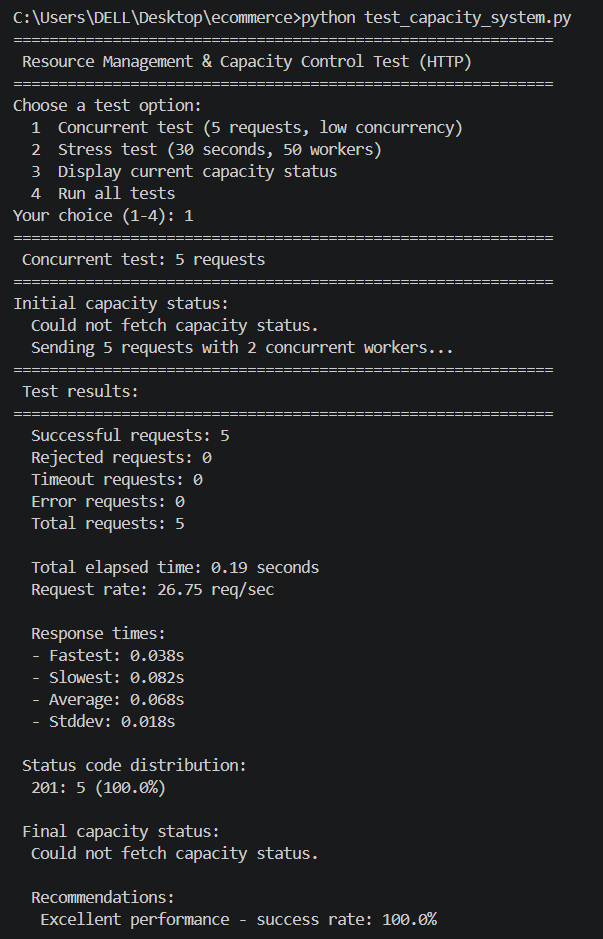 C:\Users\DELL\Desktop\ecommerce>python test_capacity_system.py
============================================================
Resource Management & Capacity Control Test (HTTP)
============================================================
Choose a test option:
1 Concurrent test (5 requests, low concurrency)
2 Stress test (30 seconds, 50 workers)
3 Display current capacity status
4 Run all tests
Your choice (1-4): 1
============================================================
Concurrent test: 5 requests
============================================================
Initial capacity status:
Could not fetch capacity status.
Sending 5 requests with 2 concurrent workers...
============================================================
Test results:
============================================================
Successful requests: 5
Rejected requests: 0
Timeout requests: 0
Error requests: 0
Total requests: 5
Total elapsed time: 0.19 seconds
Request rate: 26.75 req/sec
Response times:
- Fastest: 0.038s
- Slowest: 0.082s
- Average: 0.068s
- Stddev: 0.018s
Status code distribution:
201: 5 (100.0%)
Final capacity status:
Could not fetch capacity status.
Recommendations:
Excellent performance - success rate: 100.0%